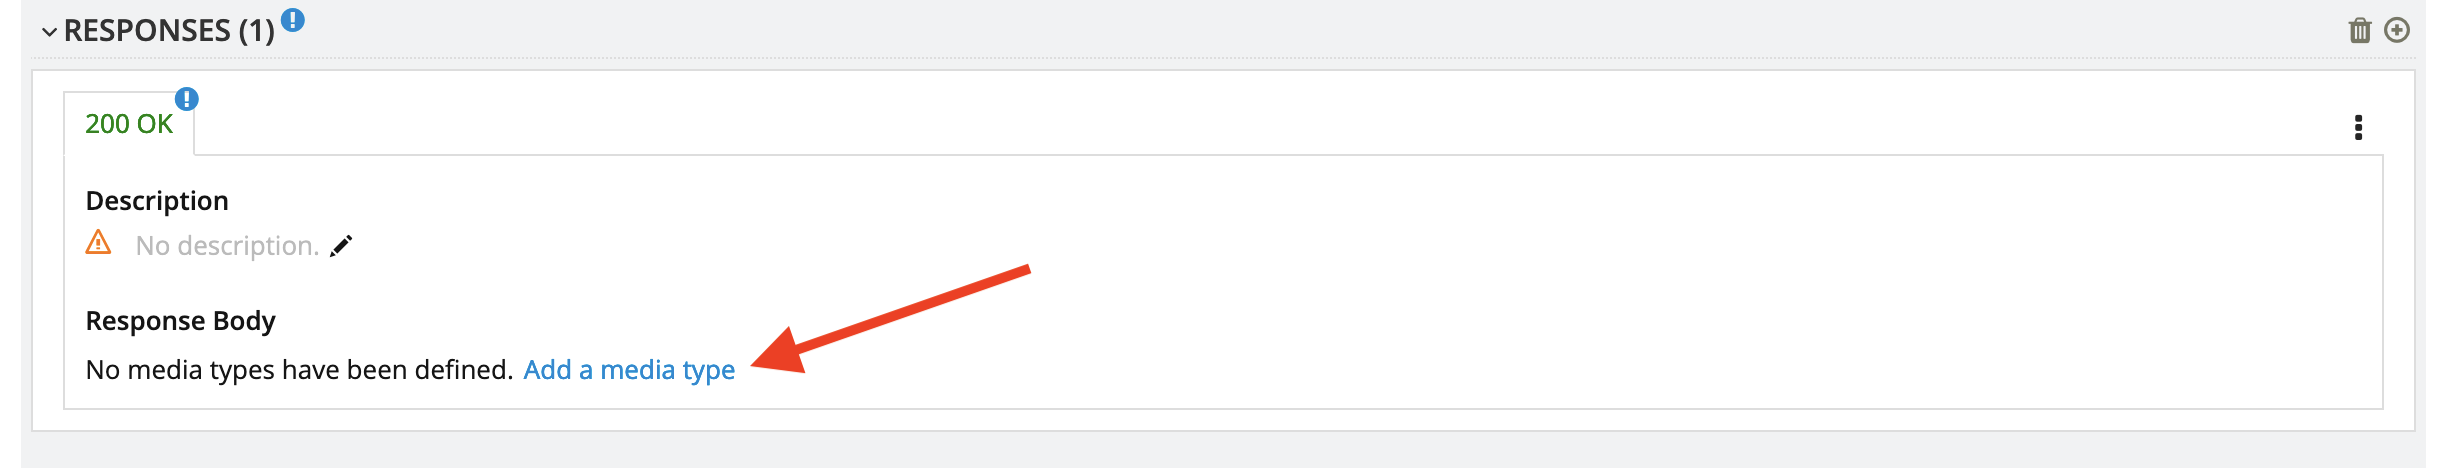 RESPONSES (1)
200 OK
Description
No description.
Response Body
No media types have been defined. Add a media type